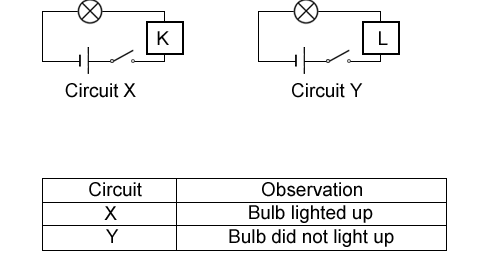 K L
Circuit X Circuit Y
Circuit Observation
X Bulb lighted up
Y Bulb did not light up